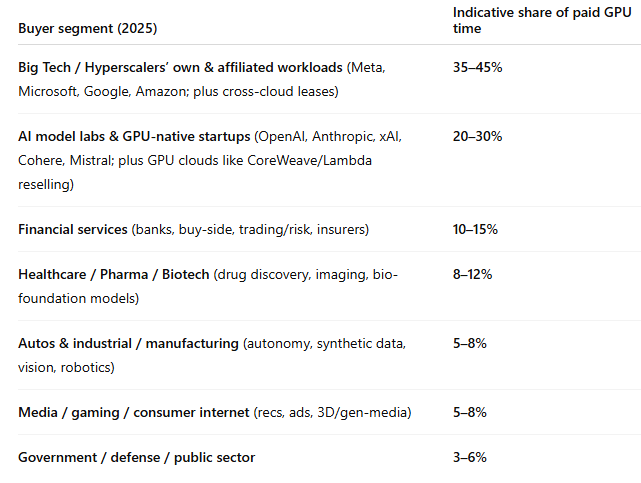 Buyer segment (2025)
Indicative share of paid GPU
time
Big Tech / Hyperscalers’ own & affiliated workloads (Meta,
Microsoft, Google, Amazon; plus cross-cloud leases)
35–45%
AI model labs & GPU-native startups (OpenAI, Anthropic, xAI,
Cohere, Mistral; plus GPU clouds like CoreWeave/Lambda
reselling)
20–30%
Financial services (banks, buy-side, trading/risk, insurers)
10–15%
Healthcare / Pharma / Biotech (drug discovery, imaging, bio-
foundation models)
8–12%
Autos & industrial / manufacturing (autonomy, synthetic data,
vision, robotics)
5–8%
Media / gaming / consumer internet (recs, ads, 3D/gen-media)
5–8%
Government / defense / public sector
3–6%